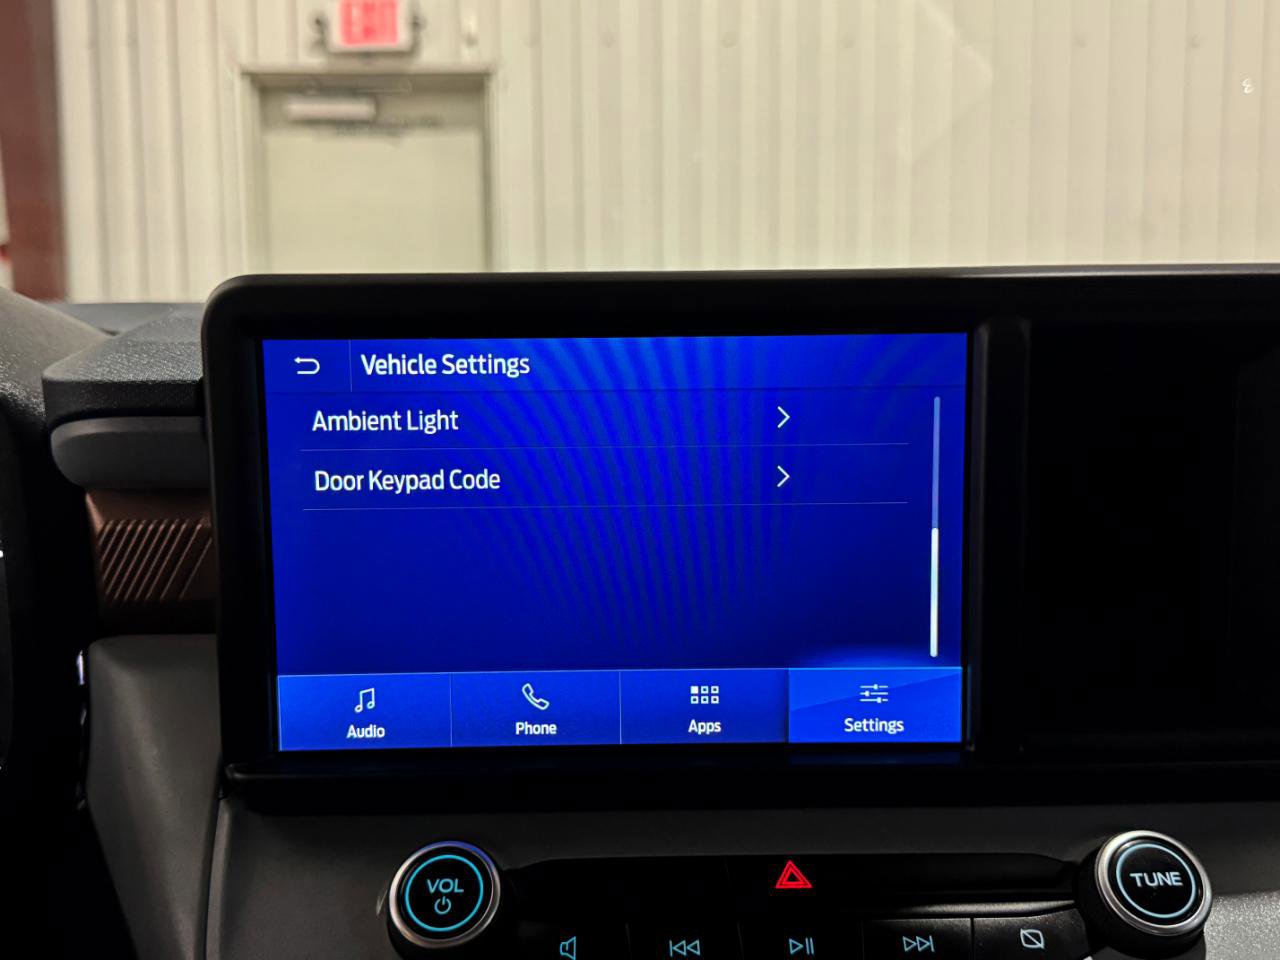 EXIT
Vehicle Settings
Ambient Light
Door Keypad Code
Audio
Phone
Apps
Settings
VOL
TUNE